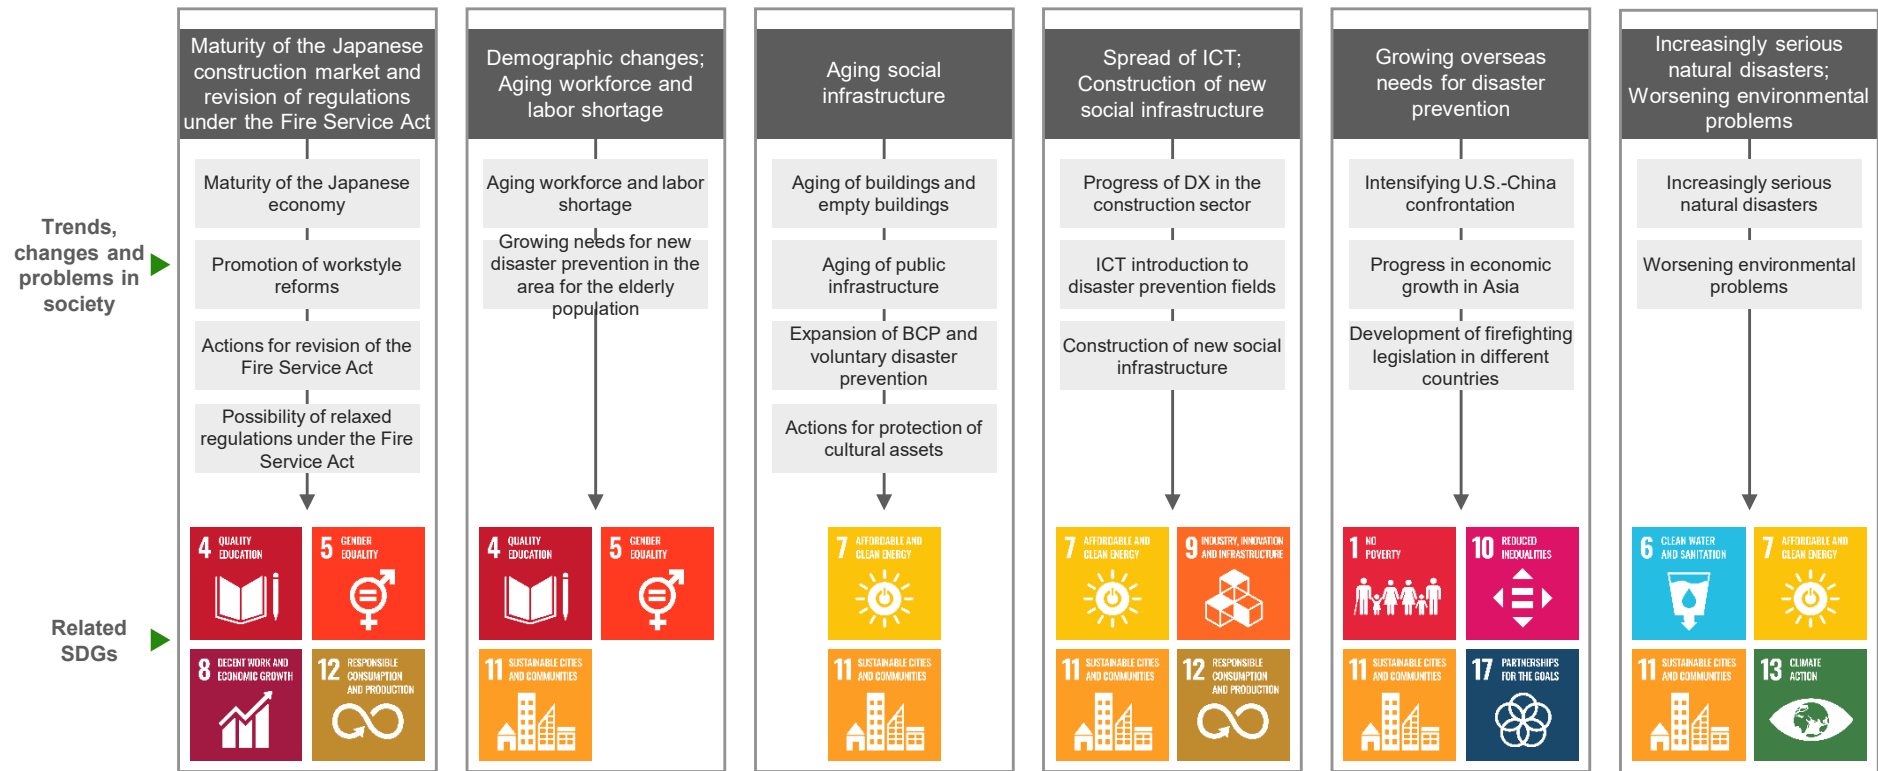 Maturity of the Japanese
construction market and
revision of regulations
under the Fire Service Act
Demographic changes;
Aging workforce and
labor shortage
Aging social
infrastructure
Spread of ICT;
Construction of new
social infrastructure
Growing overseas
needs for disaster
prevention
Increasingly serious
natural disasters;
Worsening environmental
problems
Trends,
changes and
problems in
society
Maturity of the Japanese
economy
Promotion of workstyle
reforms
Actions for revision of the
Fire Service Act
Possibility of relaxed
regulations under the Fire
Service Act
Aging workforce and labor
shortage
Growing needs for new
disaster prevention in the
area for the elderly
population
Aging of buildings and
empty buildings
Aging of public
infrastructure
Expansion of BCP and
voluntary disaster
prevention
Actions for protection of
cultural assets
Progress of DX in the
construction sector
ICT introduction to
disaster prevention fields
Construction of new social
infrastructure
Intensifying U.S.-China
confrontation
Progress in economic
growth in Asia
Development of firefighting
legislation in different
countries
Increasingly serious
natural disasters
Worsening environmental
problems
Related
SDGs
4 QUALITY
EDUCATION
5 GENDER
EQUALITY
8 DECENT WORK AND
ECONOMIC GROWTH
12 RESPONSIBLE
CONSUMPTION
AND PRODUCTION
4 QUALITY
EDUCATION
5 GENDER
EQUALITY
11 SUSTAINABLE CITIES
AND COMMUNITIES
7 AFFORDABLE AND
CLEAN ENERGY
11 SUSTAINABLE CITIES
AND COMMUNITIES
7 AFFORDABLE AND
CLEAN ENERGY
9 INDUSTRY, INNOVATION
AND INFRASTRUCTURE
11 SUSTAINABLE CITIES
AND COMMUNITIES
12 RESPONSIBLE
CONSUMPTION
AND PRODUCTION
1 NO
POVERTY
10 REDUCED
INEQUALITIES
11 SUSTAINABLE CITIES
AND COMMUNITIES
17 PARTNERSHIPS
FOR THE GOALS
6 CLEAN WATER
AND SANITATION
7 AFFORDABLE AND
CLEAN ENERGY
11 SUSTAINABLE CITIES
AND COMMUNITIES
13 CLIMATE
ACTION